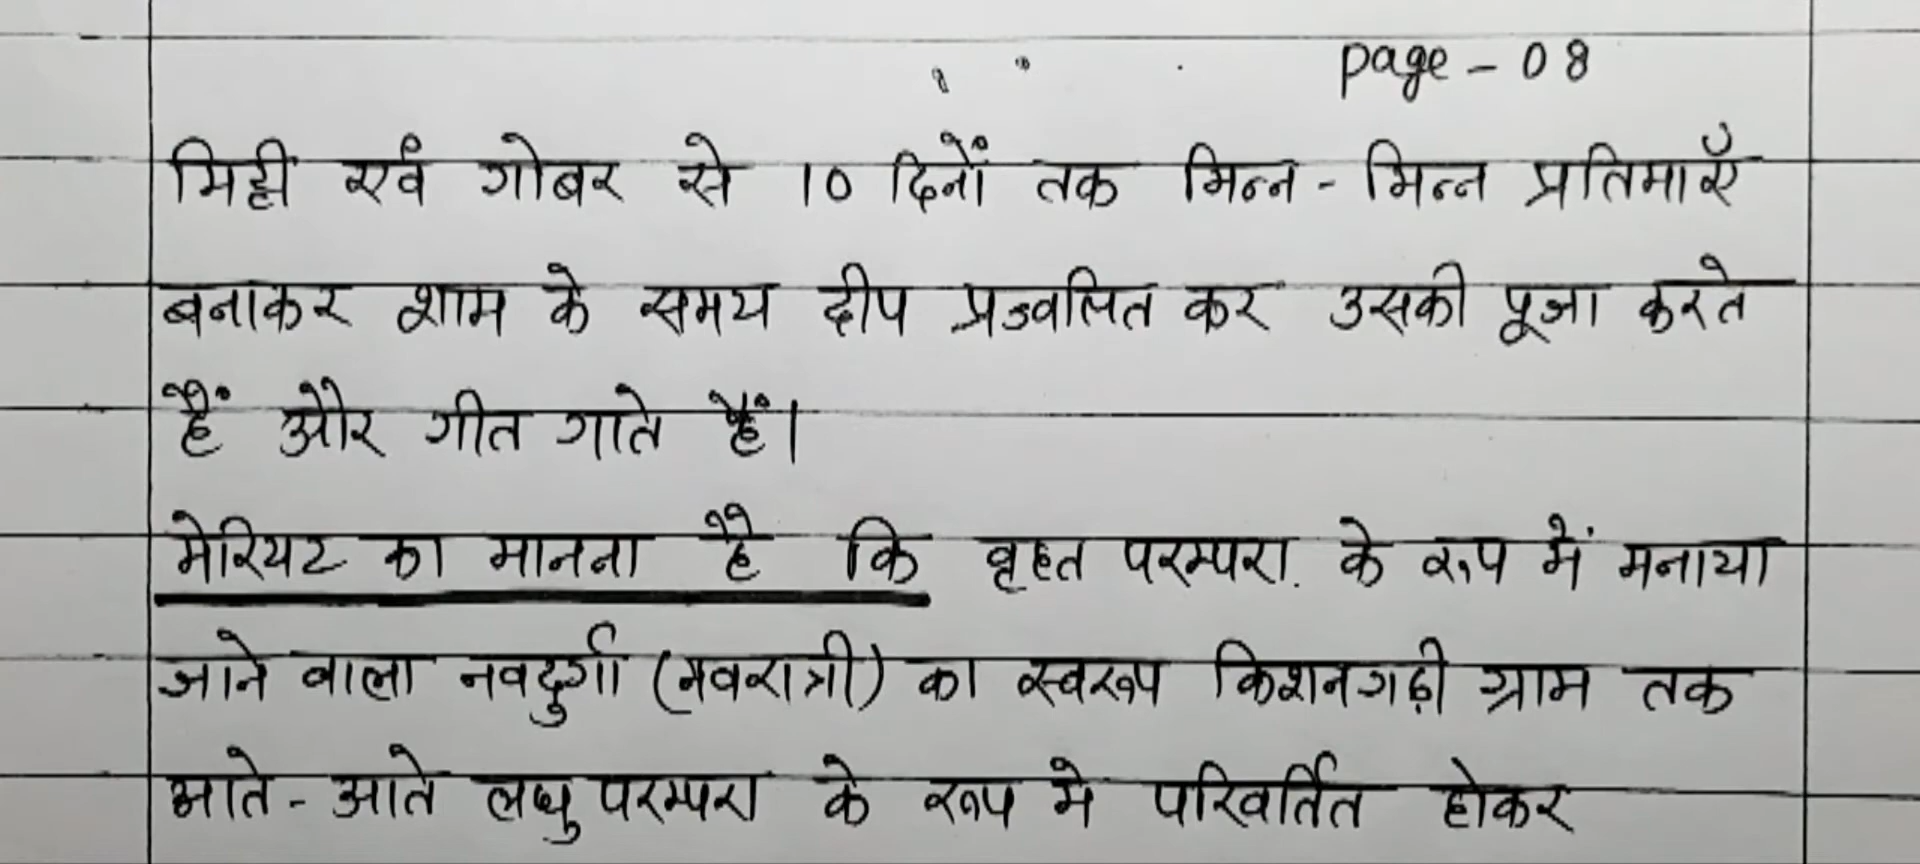 page - 08
मिट्टी एवं गोबर से 10 दिनों तक भिन्न - भिन्न प्रतिमाएँ
बनाकर शाम के समय दीप प्रज्वलित कर उसकी पूजा करते
हैं और गीत गाते हैं।
मेरियट का मानना है कि वृहत परम्परा के रूप में मनाया
जाने वाला नवदुर्गा (नवरात्री) का स्वरूप किशनगढ़ी ग्राम तक
आते - आते लघु परम्परा के रूप मे परिवर्तित होकर